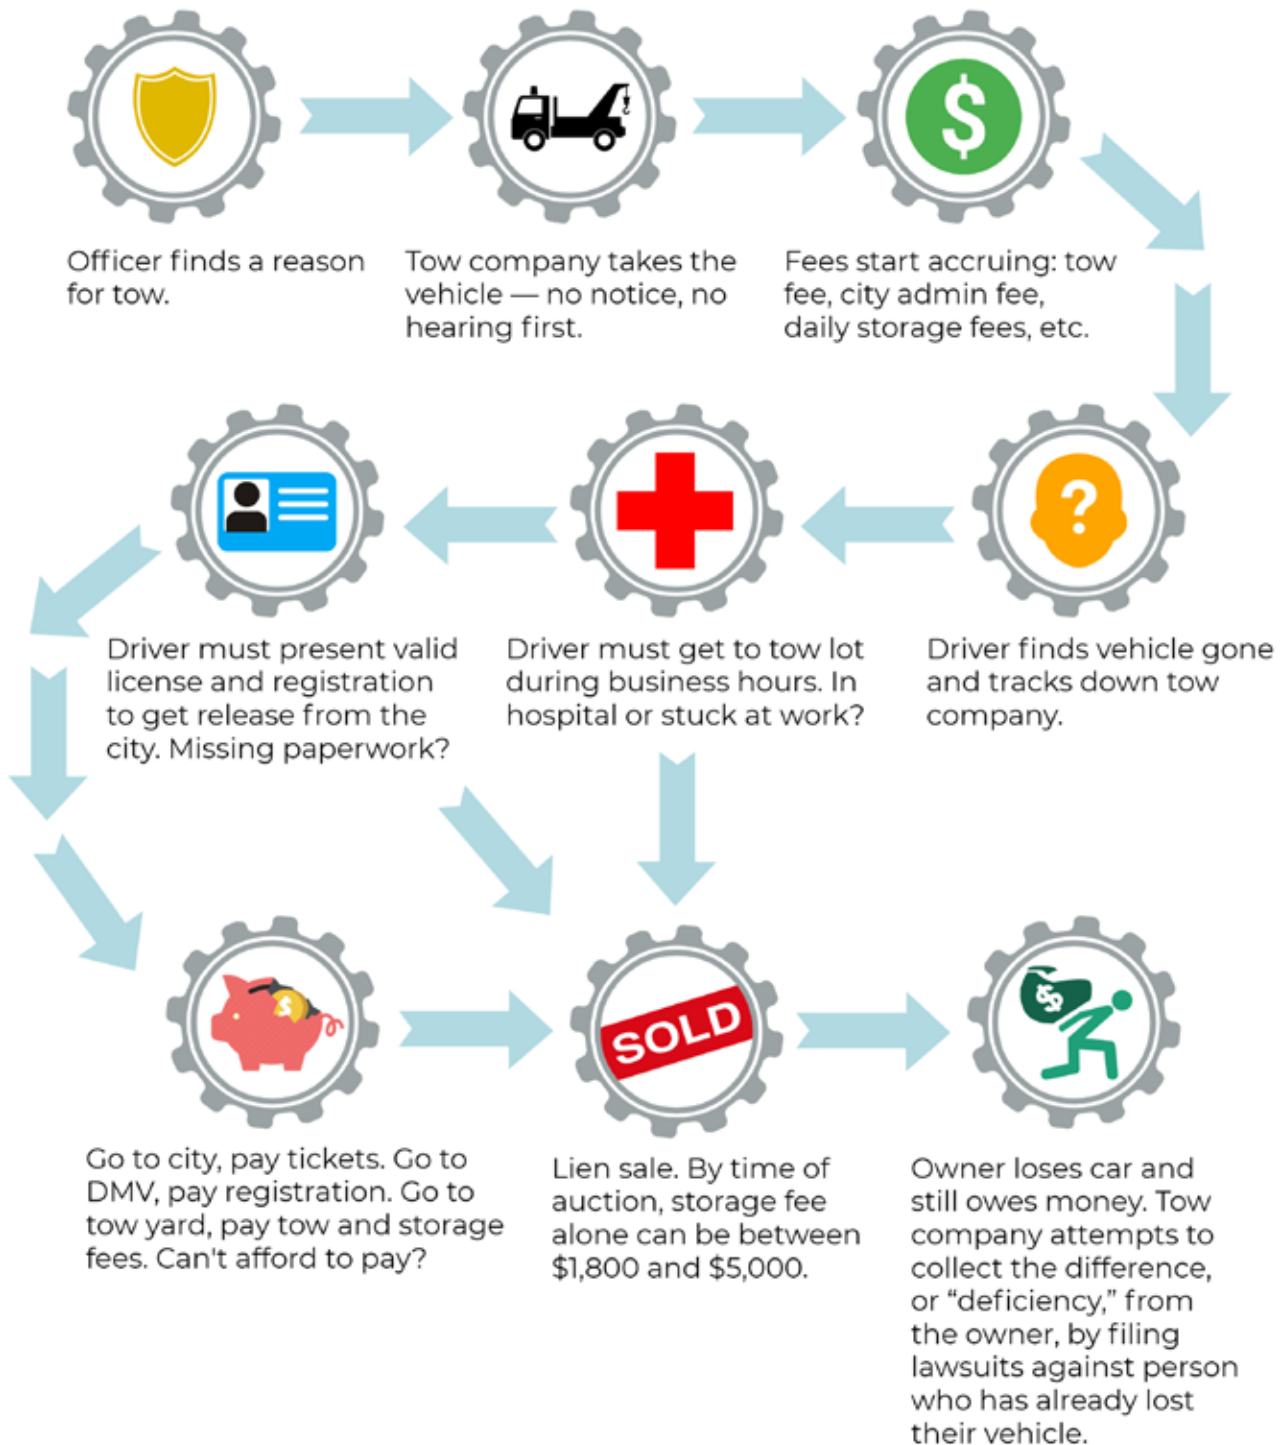 $
Officer finds a reason
for tow.
Tow company takes the
vehicle — no notice, no
hearing first.
Fees start accruing: tow
fee, city admin fee,
daily storage fees, etc.
?
Driver finds vehicle gone
and tracks down tow
company.
Driver must get to tow lot
during business hours. In
hospital or stuck at work?
Driver must present valid
license and registration
to get release from the
city. Missing paperwork?
$
Go to city, pay tickets. Go to
DMV, pay registration. Go to
tow yard, pay tow and storage
fees. Can't afford to pay?
SOLD
Lien sale. By time of
auction, storage fee
alone can be between
$1,800 and $5,000.
$
Owner loses car and
still owes money. Tow
company attempts to
collect the difference,
or “deficiency,” from
the owner, by filing
lawsuits against person
who has already lost
their vehicle.